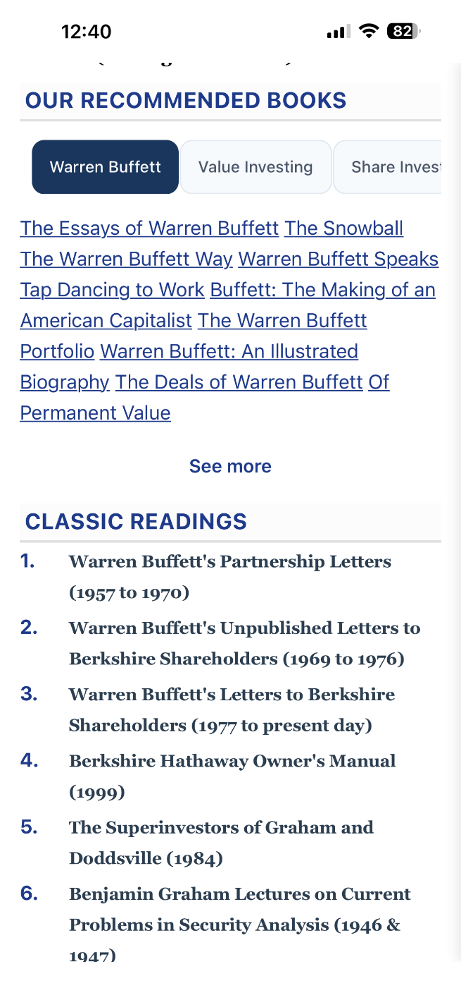 12:40
82
OUR RECOMMENDED BOOKS
Warren Buffett Value Investing Share Invest
The Essays of Warren Buffett The Snowball
The Warren Buffett Way Warren Buffett Speaks
Tap Dancing to Work Buffett: The Making of an
American Capitalist The Warren Buffett
Portfolio Warren Buffett: An Illustrated
Biography The Deals of Warren Buffett Of
Permanent Value
See more
CLASSIC READINGS
1. Warren Buffett's Partnership Letters
(1957 to 1970)
2. Warren Buffett's Unpublished Letters to
Berkshire Shareholders (1969 to 1976)
3. Warren Buffett's Letters to Berkshire
Shareholders (1977 to present day)
4. Berkshire Hathaway Owner's Manual
(1999)
5. The Superinvestors of Graham and
Doddsville (1984)
6. Benjamin Graham Lectures on Current
Problems in Security Analysis (1946 &
1947)